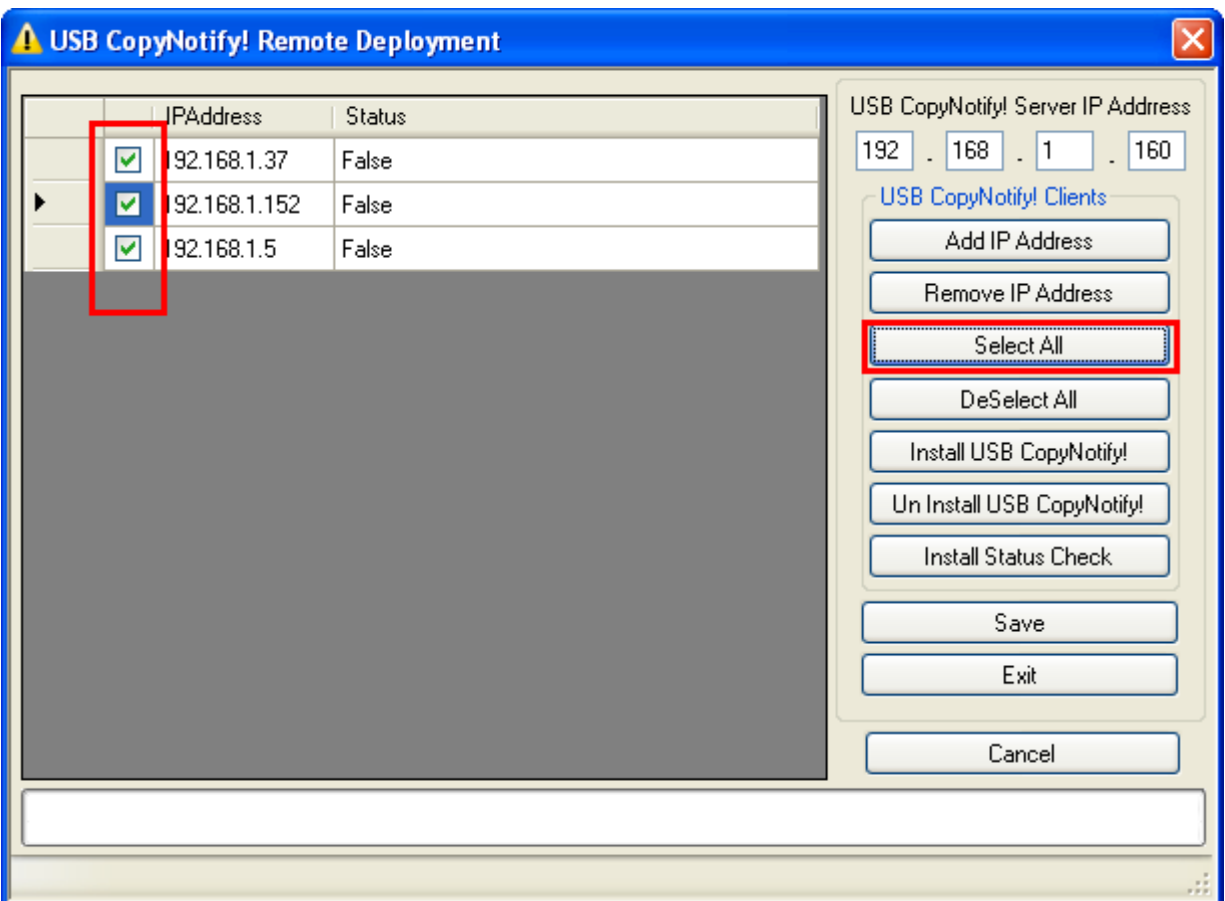 USB CopyNotify! Remote Deployment
IPAddress Status
192.168.1.37 False
192.168.1.152 False
192.168.1.5 False
USB CopyNotify! Server IP Addrress
192 . 168 . 1 . 160
USB CopyNotify! Clients
Add IP Address
Remove IP Address
Select All
DeSelect All
Install USB CopyNotify!
Un Install USB CopyNotify!
Install Status Check
Save
Exit
Cancel